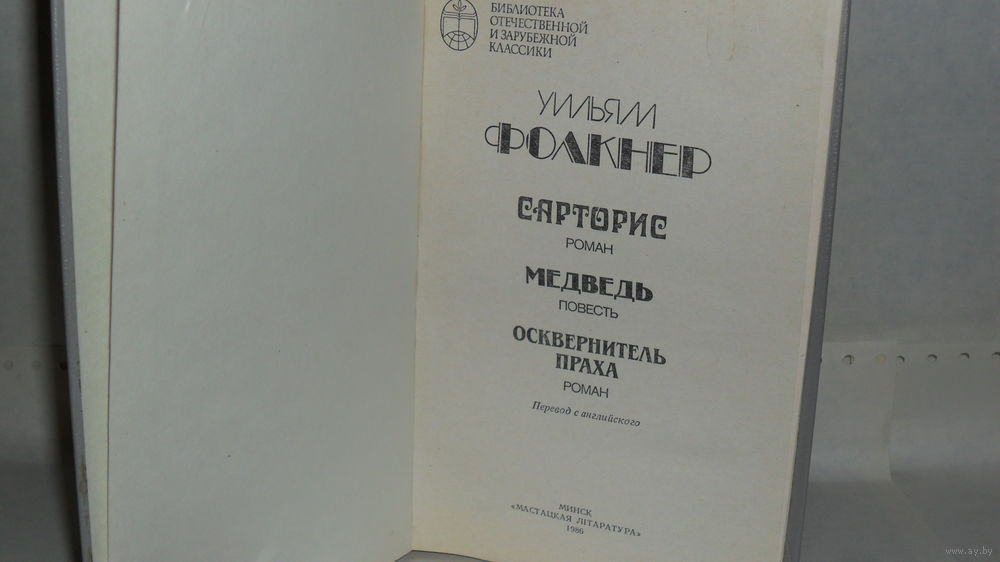 БИБЛИОТЕКА
ОТЕЧЕСТВЕННОЙ
И ЗАРУБЕЖНОЙ
КЛАССИКИ
УИЛЬЯМ
ФОЛКНЕР
САРТОРИС
РОМАН
МЕДВЕДЬ
ПОВЕСТЬ
ОСКВЕРНИТЕЛЬ
ПРАХА
РОМАН
Перевод с английского
МИНСК
«МАСТАЦКАЯ ЛІТАРАТУРА»
1986
www.ay.by